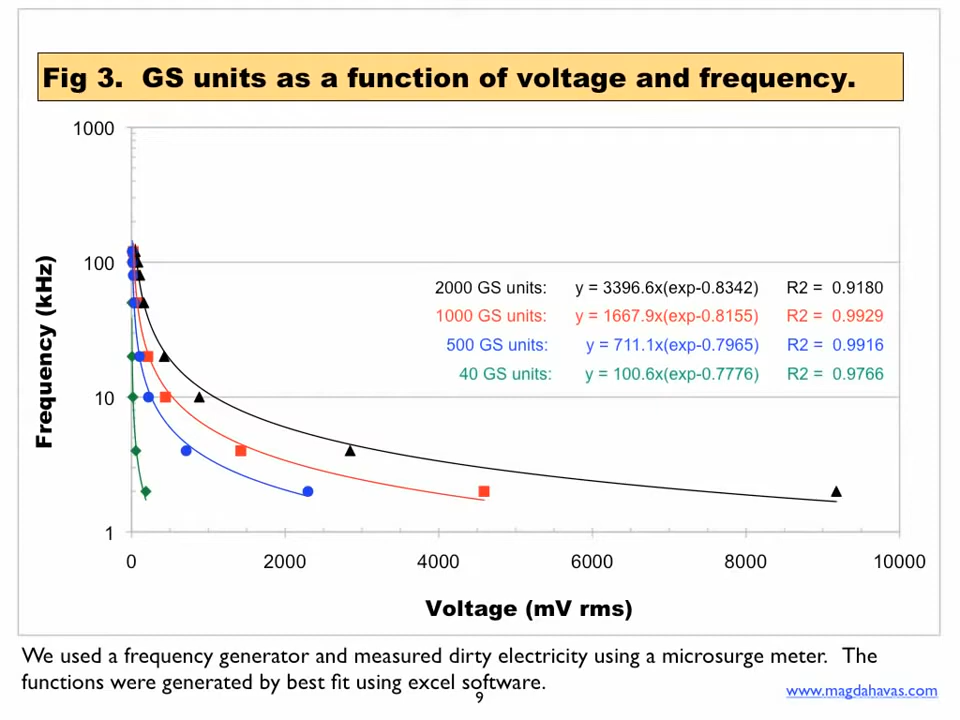 Fig 3. GS units as a function of voltage and frequency.
1000
100
10
1
Frequency (kHz)
2000 GS units: y = 3396.6x(exp-0.8342) R2 = 0.9180
1000 GS units: y = 1667.9x(exp-0.8155) R2 = 0.9929
500 GS units: y = 711.1x(exp-0.7965) R2 = 0.9916
40 GS units: y = 100.6x(exp-0.7776) R2 = 0.9766
0 2000 4000 6000 8000 10000
Voltage (mV rms)
We used a frequency generator and measured dirty electricity using a microsurge meter. The
functions were generated by best fit using excel software.
9
www.magdahavas.com